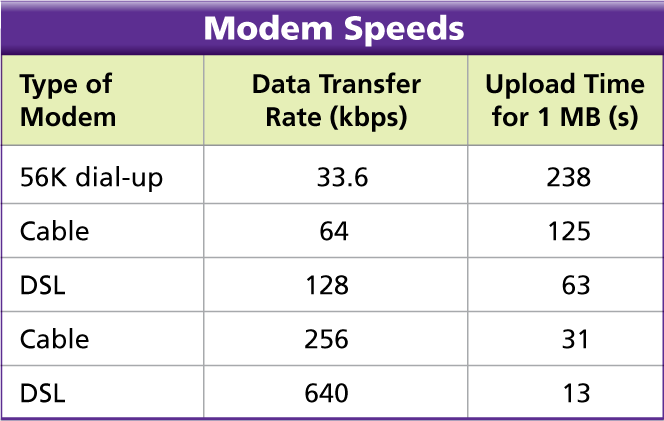 Modem Speeds
Type of Modem Data Transfer Rate (kbps) Upload Time for 1 MB (s)
56K dial-up 33.6 238
Cable 64 125
DSL 128 63
Cable 256 31
DSL 640 13